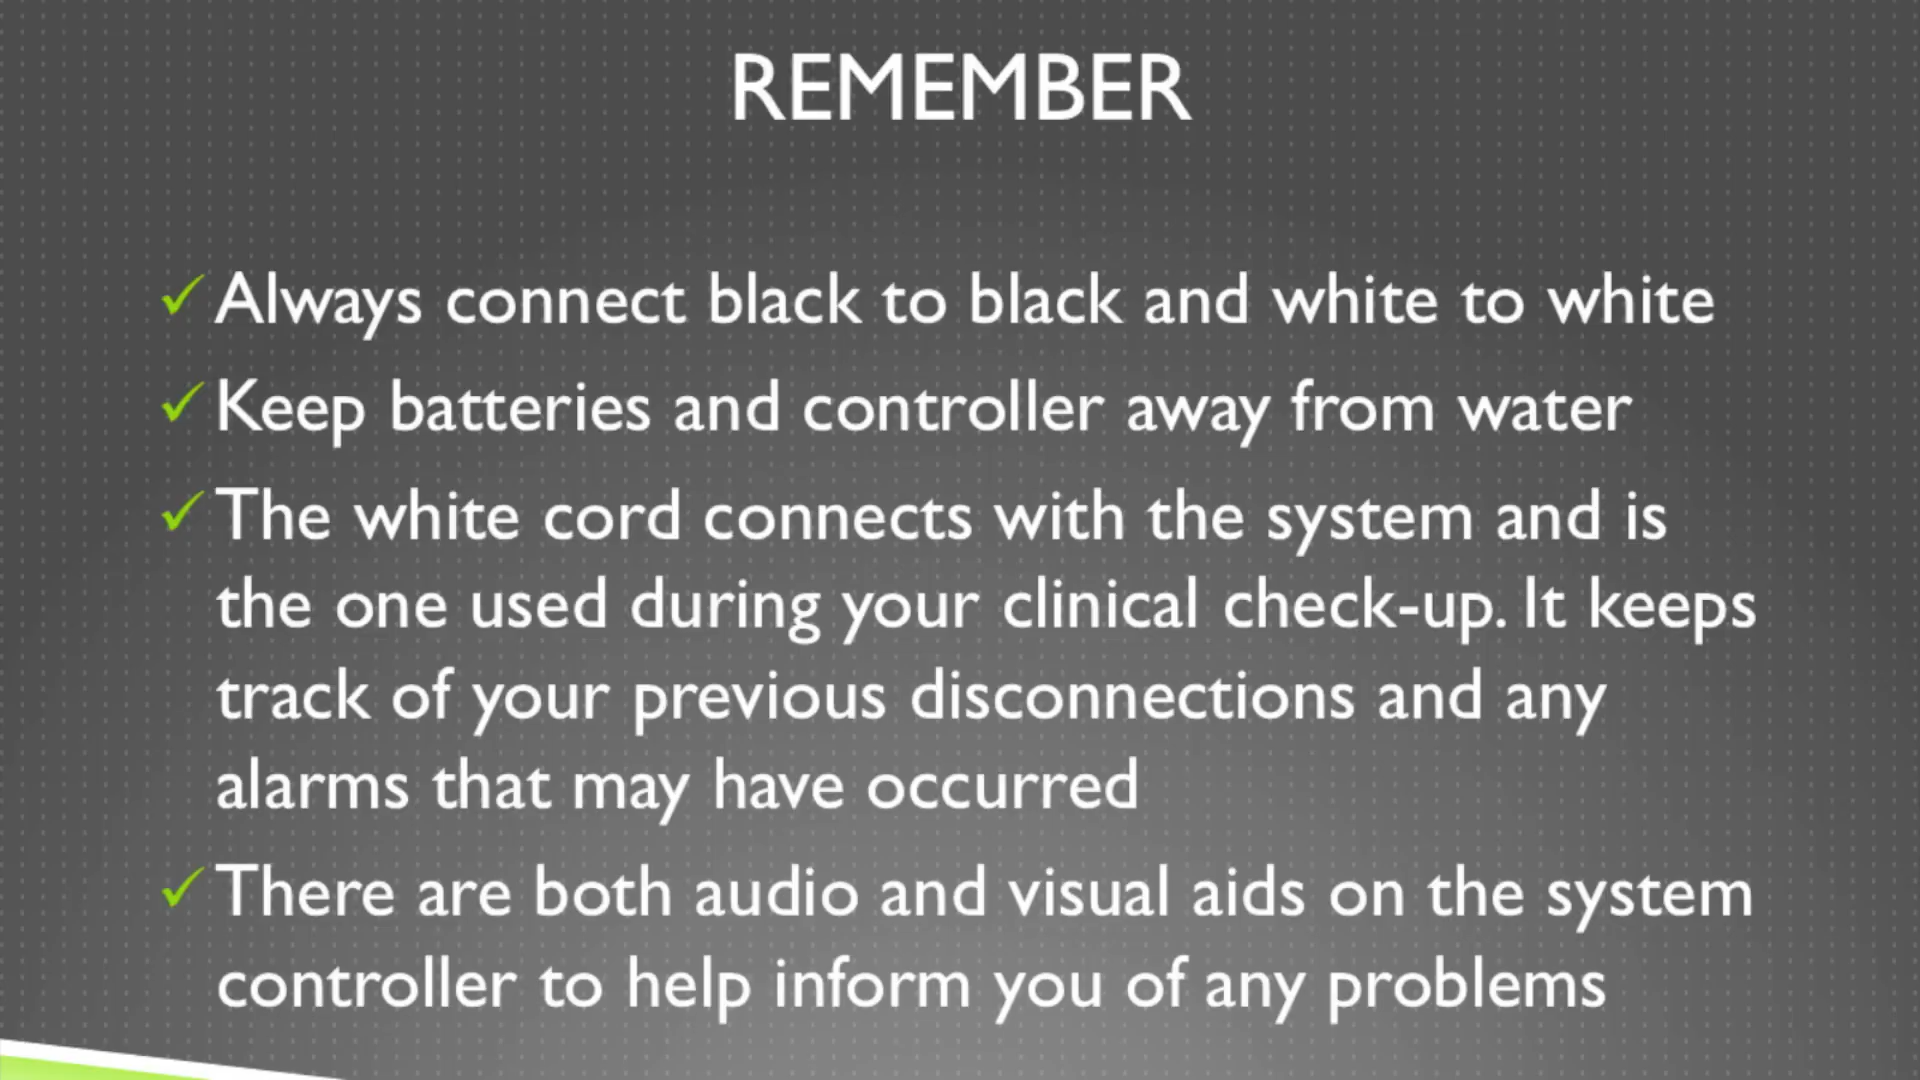 REMEMBER
✓ Always connect black to black and white to white
✓ Keep batteries and controller away from water
✓ The white cord connects with the system and is
the one used during your clinical check-up. It keeps
track of your previous disconnections and any
alarms that may have occurred
✓ There are both audio and visual aids on the system
controller to help inform you of any problems